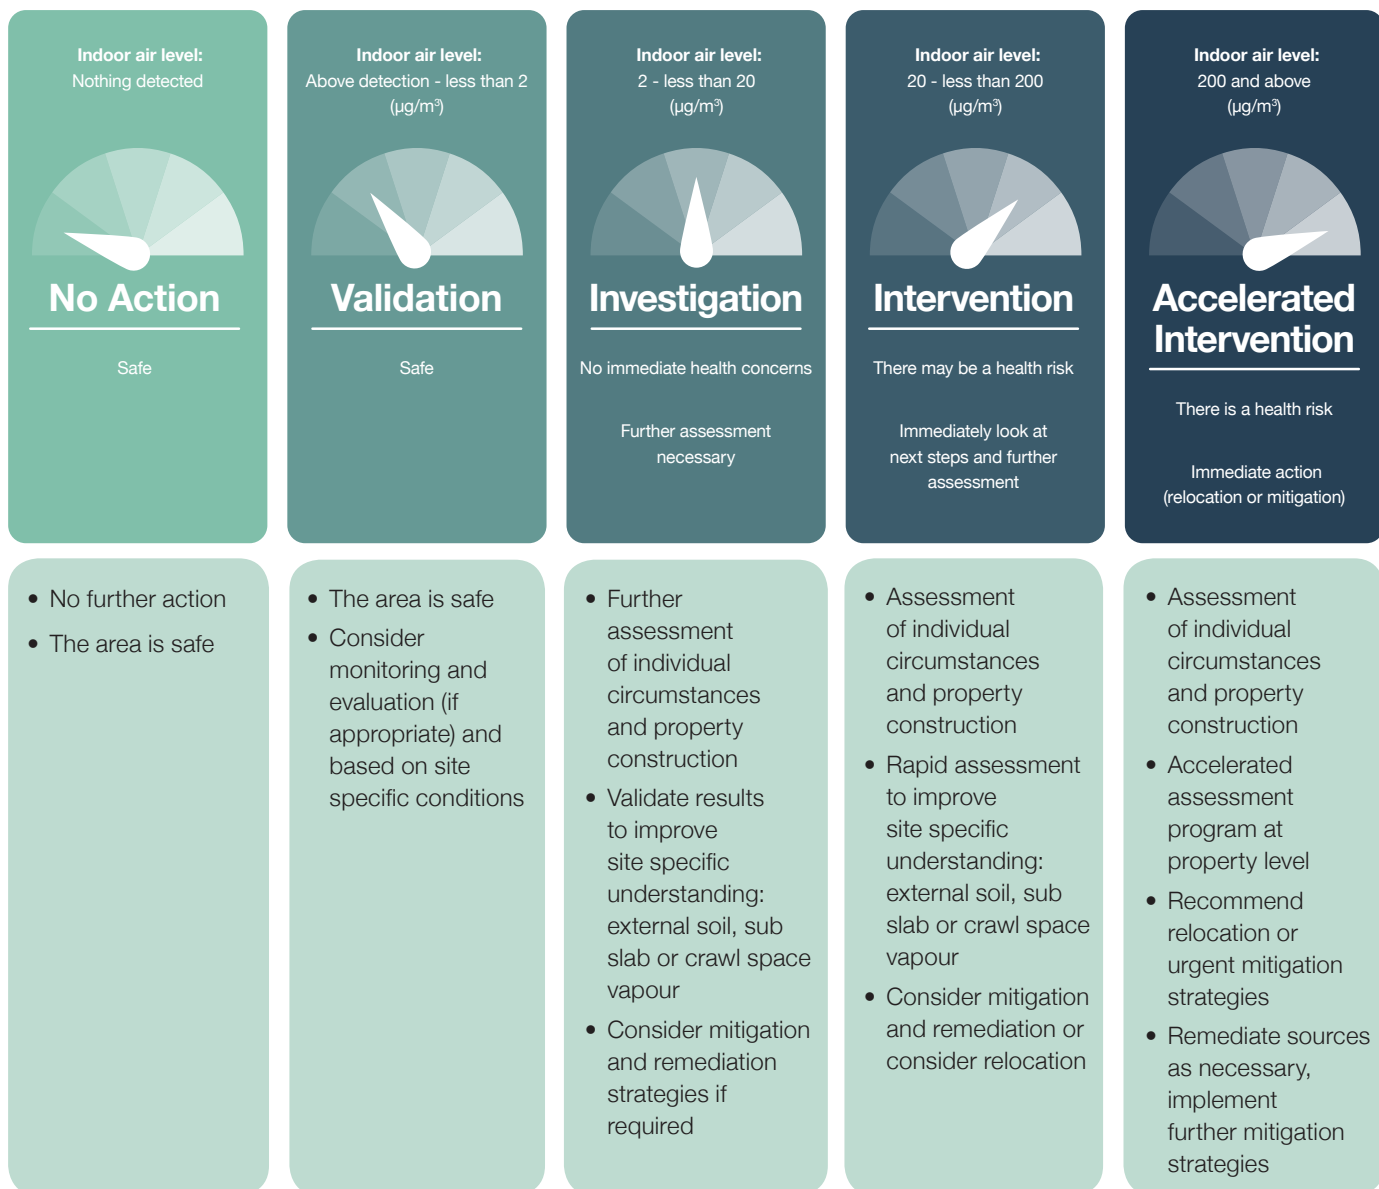 Indoor air level:
Nothing detected
No Action
Safe
Indoor air level:
Above detection - less than 2
(µg/m³)
Validation
Safe
Indoor air level:
2 - less than 20
(µg/m³)
Investigation
No immediate health concerns
Further assessment
necessary
Indoor air level:
20 - less than 200
(µg/m³)
Intervention
There may be a health risk
Immediately look at
next steps and further
assessment
Indoor air level:
200 and above
(µg/m³)
Accelerated
Intervention
There is a health risk
Immediate action
(relocation or mitigation)
• No further action
• The area is safe
• The area is safe
• Consider
monitoring and
evaluation (if
appropriate) and
based on site
specific conditions
• Further
assessment
of individual
circumstances
and property
construction
• Validate results
to improve
site specific
understanding:
external soil, sub
slab or crawl space
vapour
• Consider mitigation
and remediation
strategies if
required
• Assessment
of individual
circumstances
and property
construction
• Rapid assessment
to improve
site specific
understanding:
external soil, sub
slab or crawl space
vapour
• Consider mitigation
and remediation or
consider relocation
• Assessment
of individual
circumstances
and property
construction
• Accelerated
assessment
program at
property level
• Recommend
relocation or
urgent mitigation
strategies
• Remediate sources
as necessary,
implement
further mitigation
strategies